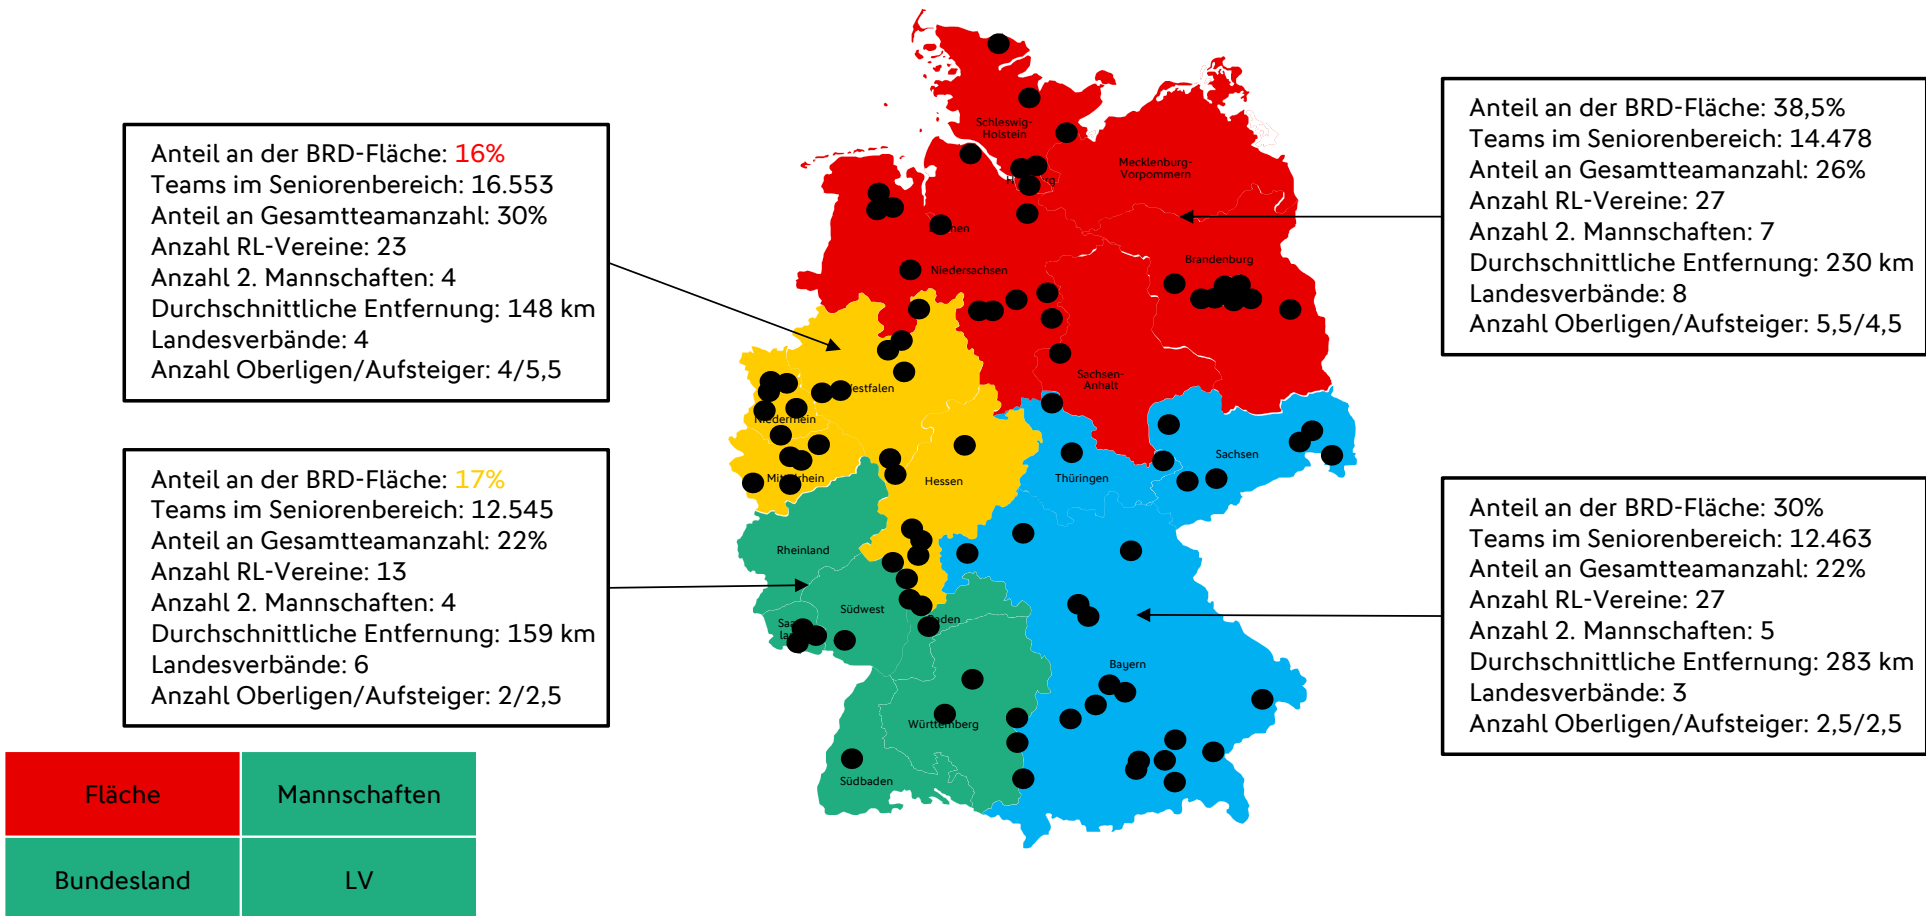 Anteil an der BRD-Fläche: 16%
Teams im Seniorenbereich: 16.553
Anteil an Gesamtteamanzahl: 30%
Anzahl RL-Vereine: 23
Anzahl 2. Mannschaften: 4
Durchschnittliche Entfernung: 148 km
Landesverbände: 4
Anzahl Oberligen/Aufsteiger: 4/5,5
Anteil an der BRD-Fläche: 17%
Teams im Seniorenbereich: 12.545
Anteil an Gesamtteamanzahl: 22%
Anzahl RL-Vereine: 13
Anzahl 2. Mannschaften: 4
Durchschnittliche Entfernung: 159 km
Landesverbände: 6
Anzahl Oberligen/Aufsteiger: 2/2,5
Schleswig-
Holstein
Mecklenburg-
Vorpommern
Niedersachsen
Brandenburg
Sachsen-
Anhalt
Sachsen
Thüringen
Hessen
Rheinland
Südwest
Bayern
Württemberg
Südbaden
Anteil an der BRD-Fläche: 38,5%
Teams im Seniorenbereich: 14.478
Anteil an Gesamtteamanzahl: 26%
Anzahl RL-Vereine: 27
Anzahl 2. Mannschaften: 7
Durchschnittliche Entfernung: 230 km
Landesverbände: 8
Anzahl Oberligen/Aufsteiger: 5,5/4,5
Anteil an der BRD-Fläche: 30%
Teams im Seniorenbereich: 12.463
Anteil an Gesamtteamanzahl: 22%
Anzahl RL-Vereine: 27
Anzahl 2. Mannschaften: 5
Durchschnittliche Entfernung: 283 km
Landesverbände: 3
Anzahl Oberligen/Aufsteiger: 2,5/2,5
Fläche
Mannschaften
Bundesland
LV